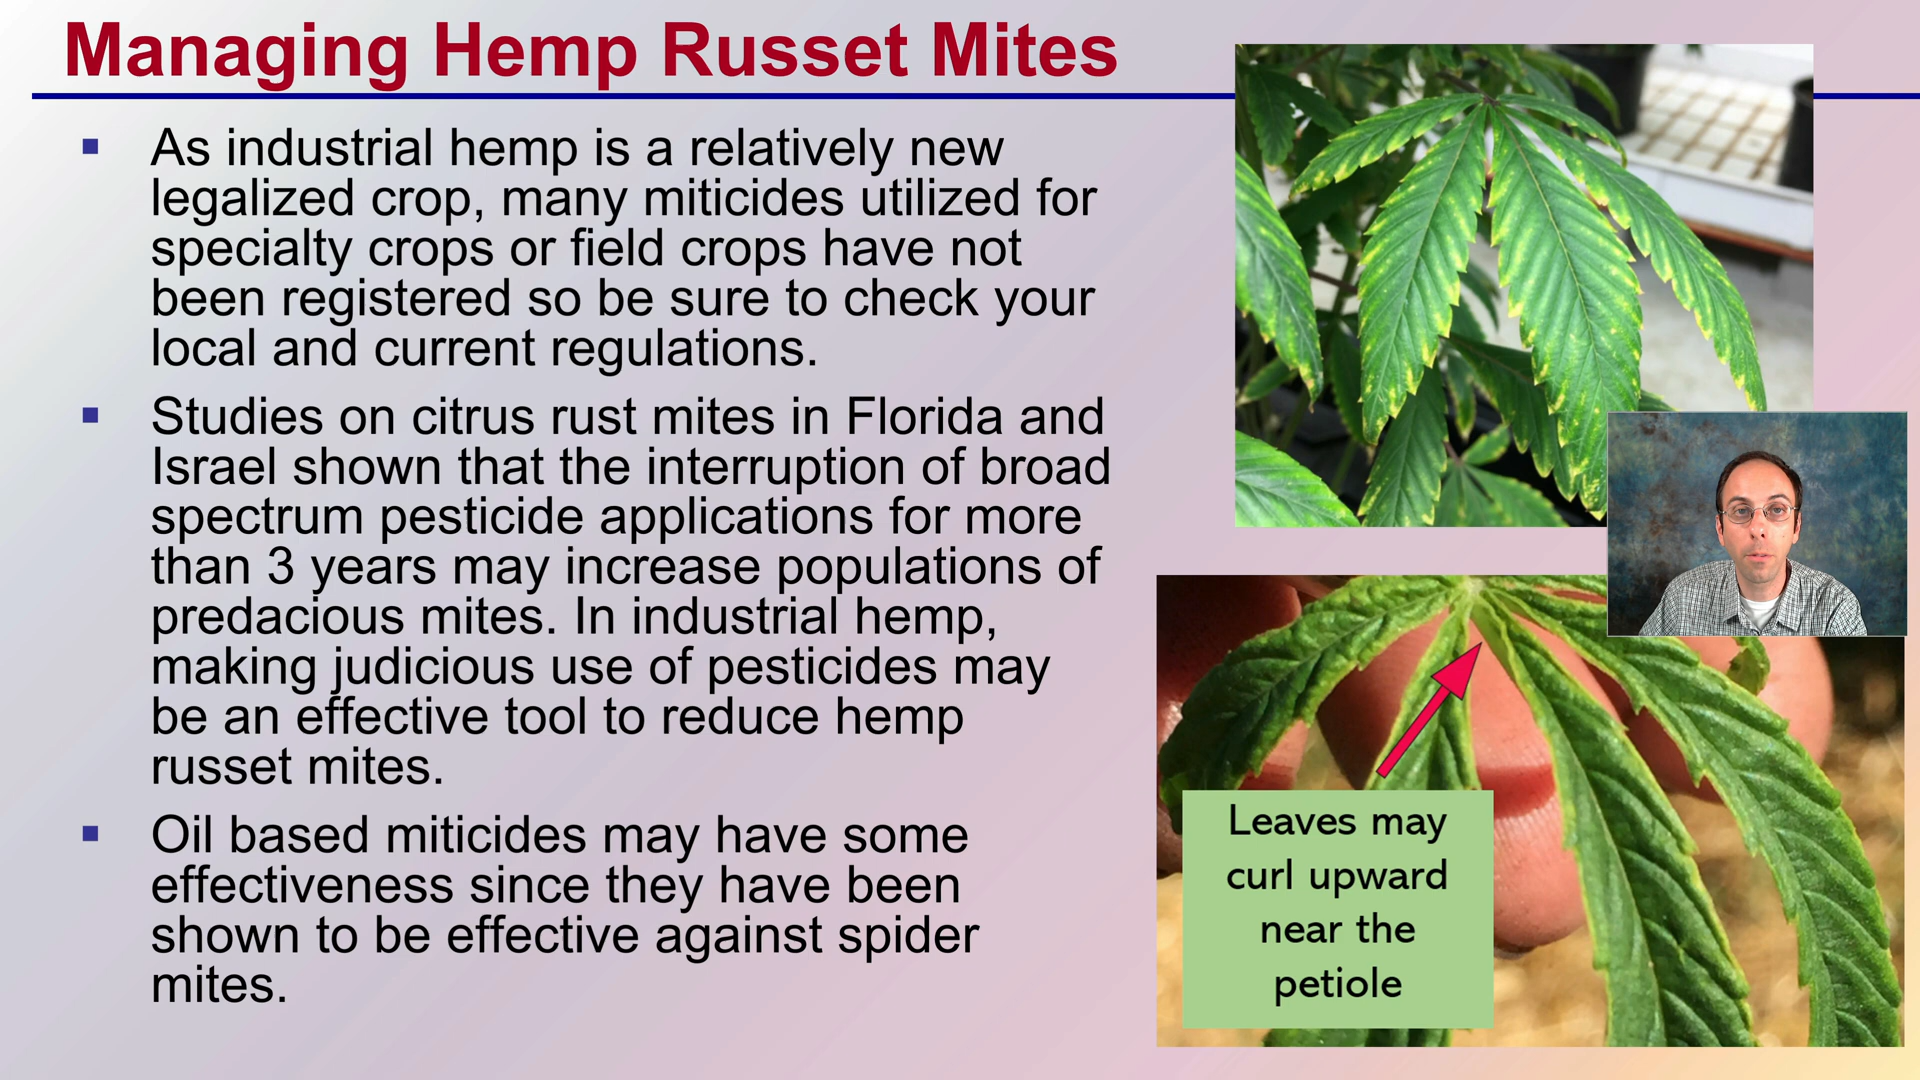 Managing Hemp Russet Mites
As industrial hemp is a relatively new
legalized crop, many miticides utilized for
specialty crops or field crops have not
been registered so be sure to check your
local and current regulations.
Studies on citrus rust mites in Florida and
Israel shown that the interruption of broad
spectrum pesticide applications for more
than 3 years may increase populations of
predacious mites. In industrial hemp,
making judicious use of pesticides may
be an effective tool to reduce hemp
russet mites.
Oil based miticides may have some
effectiveness since they have been
shown to be effective against spider
mites.
Leaves may
curl upward
near the
petiole